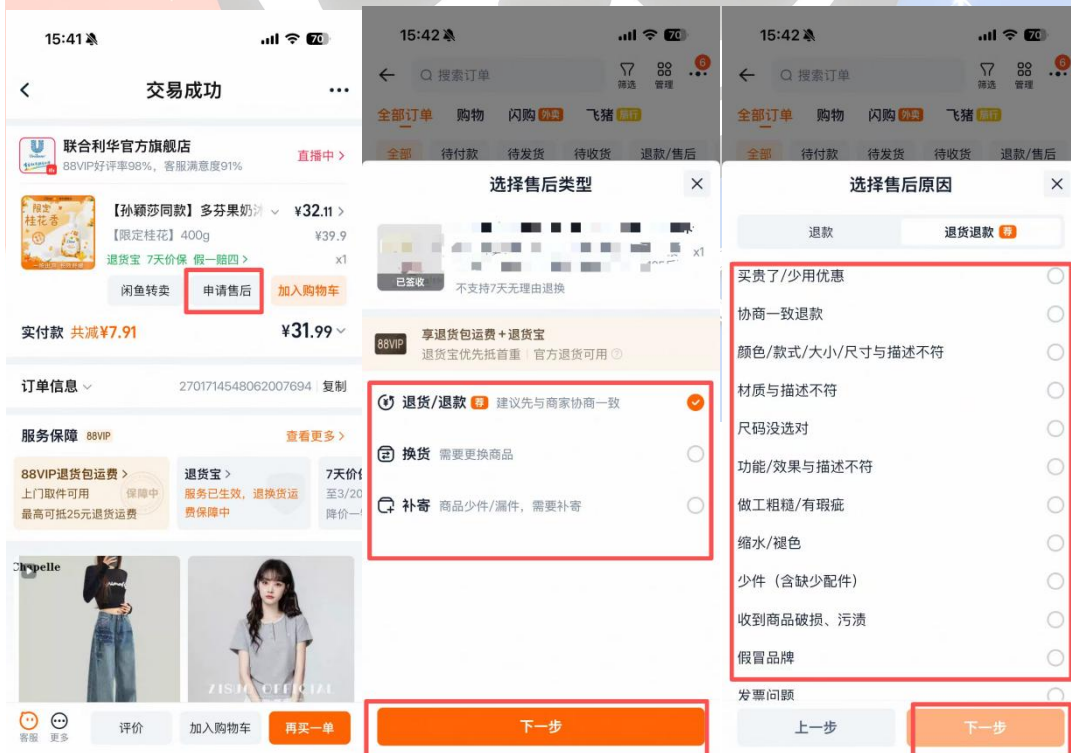 15:41
70
交易成功
联合利华官方旗舰店
88VIP好评率98%，客服满意度91%
直播中 >
限定
桂花香
【孙颖莎同款】多芬果奶冰
¥32.11 >
【限定桂花】400g
¥39.9
退货宝 7天价保 假一赔四 >
x1
闲鱼转卖
申请售后
加入购物车
实付款 共减¥7.91
¥31.99
订单信息
2701714548062007694
复制
服务保障 88VIP
查看更多 >
88VIP退货包运费 >
上门取件可用
最高可抵25元退货运费
保障中
退货宝 >
服务已生效，退换货运
费保障中
7天价
至3/20
降价一
ZISUO OFFICIAL
客服
更多
评价
加入购物车
再买一单
15:42
70
搜索订单
筛选
管理
6
全部订单
购物
闪购 外卖
飞猪 旅行
全部
待付款
待发货
待收货
退款/售后
选择售后类型
x1
已签收
不支持7天无理由退换
88VIP
享退货包运费+退货宝
退货宝优先抵首重 | 官方退货可用
退货/退款 荐 建议先与商家协商一致
换货 需要更换商品
补寄 商品少件/漏件，需要补寄
下一步
15:42
70
搜索订单
筛选
管理
6
全部订单
购物
闪购 外卖
飞猪 旅行
全部
待付款
待发货
待收货
退款/售后
选择售后原因
退款
退货退款 荐
买贵了/少用优惠
协商一致退款
颜色/款式/大小/尺寸与描述不符
材质与描述不符
尺码没选对
功能/效果与描述不符
做工粗糙/有瑕疵
缩水/褪色
少件（含缺少配件）
收到商品破损、污渍
假冒品牌
发票问题
上一步
下一步